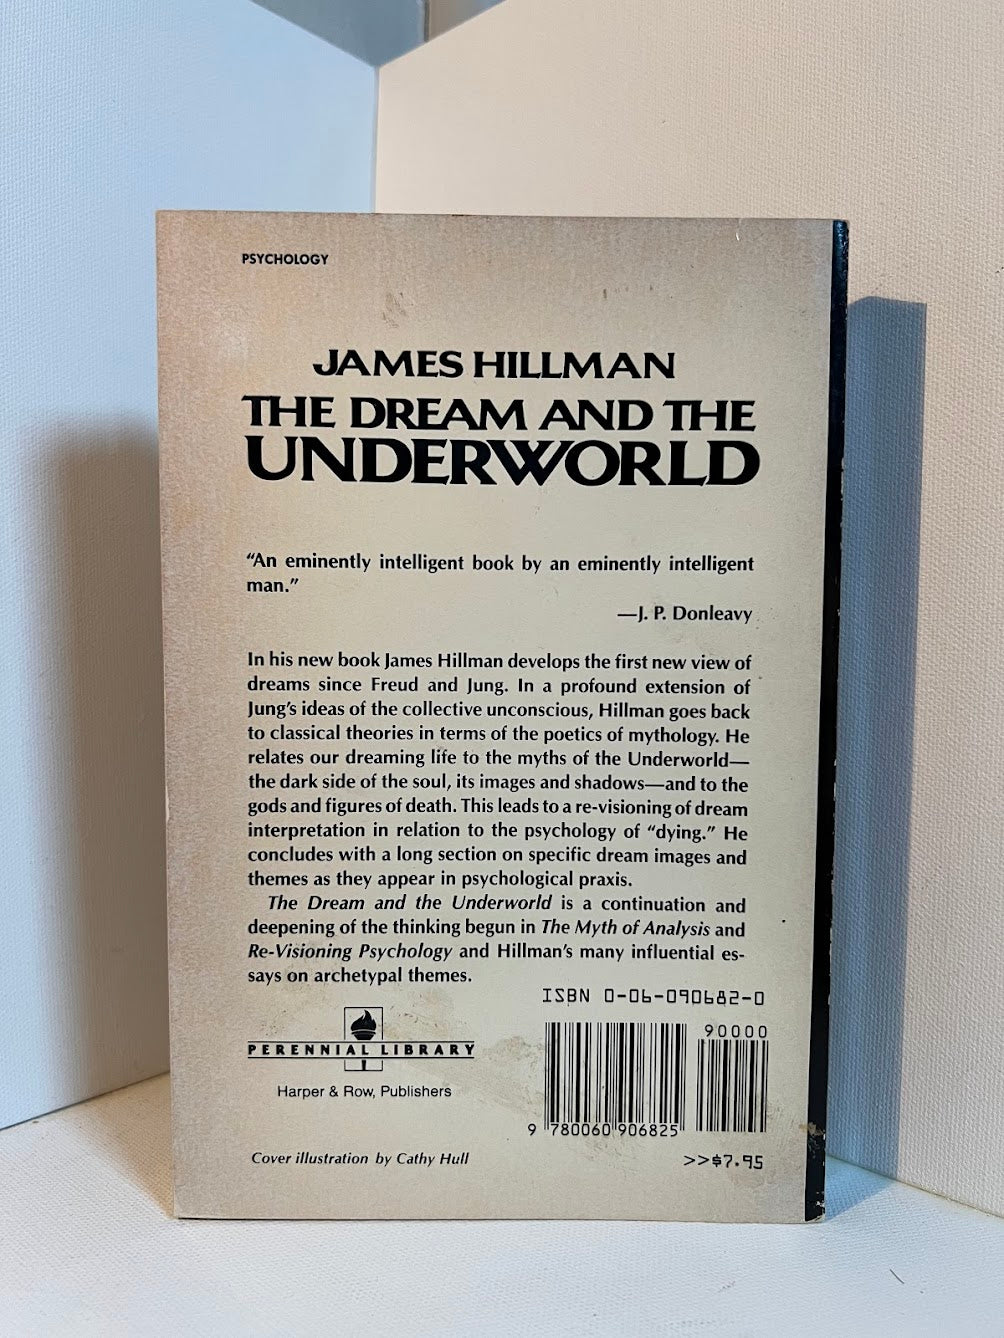 PSYCHOLOGY
JAMES HILLMAN
THE DREAM AND THE
UNDERWORLD
“An eminently intelligent book by an eminently intelligent
man.”
—J. P. Donleavy
In his new book James Hillman develops the first new view of
dreams since Freud and Jung. In a profound extension of
Jung’s ideas of the collective unconscious, Hillman goes back
to classical theories in terms of the poetics of mythology. He
relates our dreaming life to the myths of the Underworld—
the dark side of the soul, its images and shadows—and to the
gods and figures of death. This leads to a re-visioning of dream
interpretation in relation to the psychology of “dying.” He
concludes with a long section on specific dream images and
themes as they appear in psychological praxis.
The Dream and the Underworld is a continuation and
deepening of the thinking begun in The Myth of Analysis and
Re-Visioning Psychology and Hillman’s many influential es-
says on archetypal themes.
ISBN 0-06-090682-0
90000
PERENNIAL LIBRARY
Harper & Row, Publishers
9 780060 906825
Cover illustration by Cathy Hull
>>$7.95